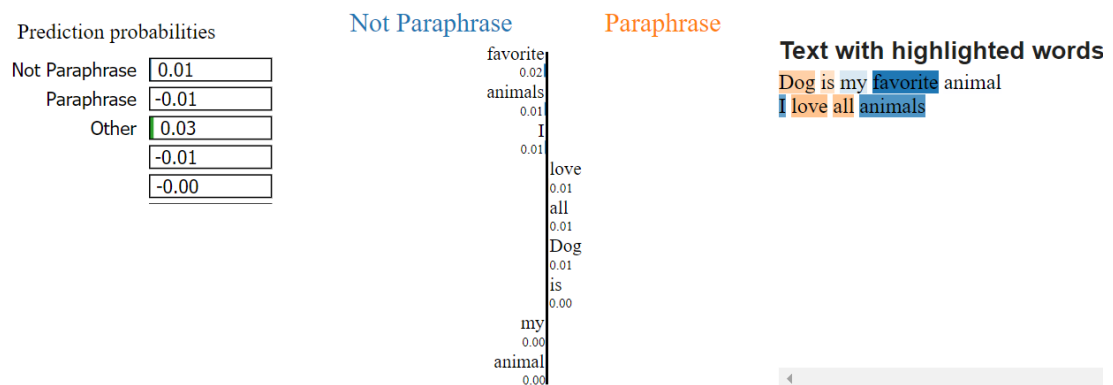 Prediction probabilities
Not Paraphrase 0.01
Paraphrase -0.01
Other 0.03
-0.01
-0.00
Not Paraphrase Paraphrase
favorite
0.02
animals
0.01
I
0.01
love
0.01
all
0.01
Dog
0.01
is
0.00
my
0.00
animal
0.00
Text with highlighted words
Dog is my favorite animal
I love all animals